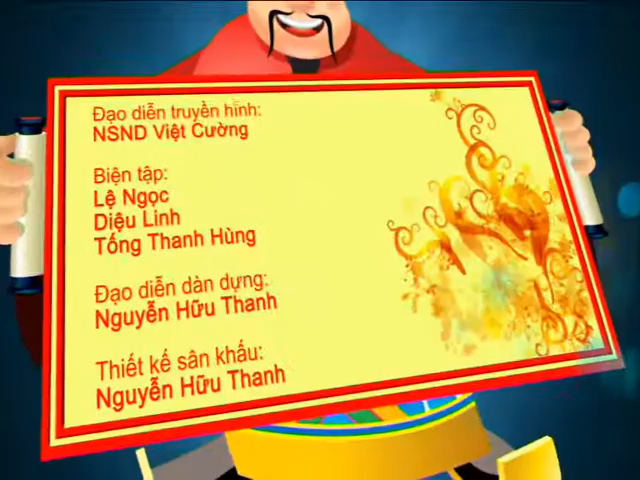 Đạo diễn truyền hình:
NSND Việt Cường
Biện tập:
Lệ Ngọc
Diệu Linh
Tống Thanh Hùng
Đạo diễn dàn dựng:
Nguyễn Hữu Thanh
Thiết kế sân khấu:
Nguyễn Hữu Thanh